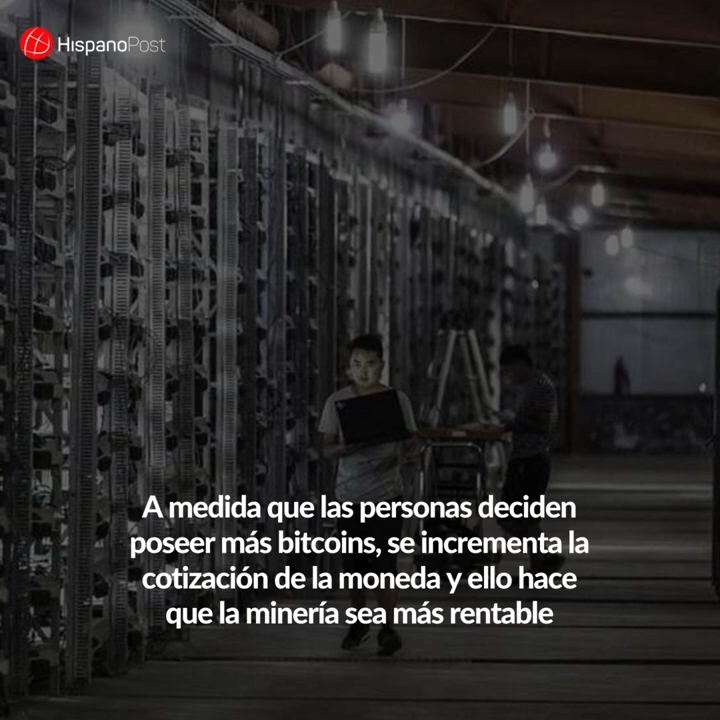 HispanoPost
A medida que las personas deciden
poseer más bitcoins, se incrementa la
cotización de la moneda y ello hace
que la minería sea más rentable